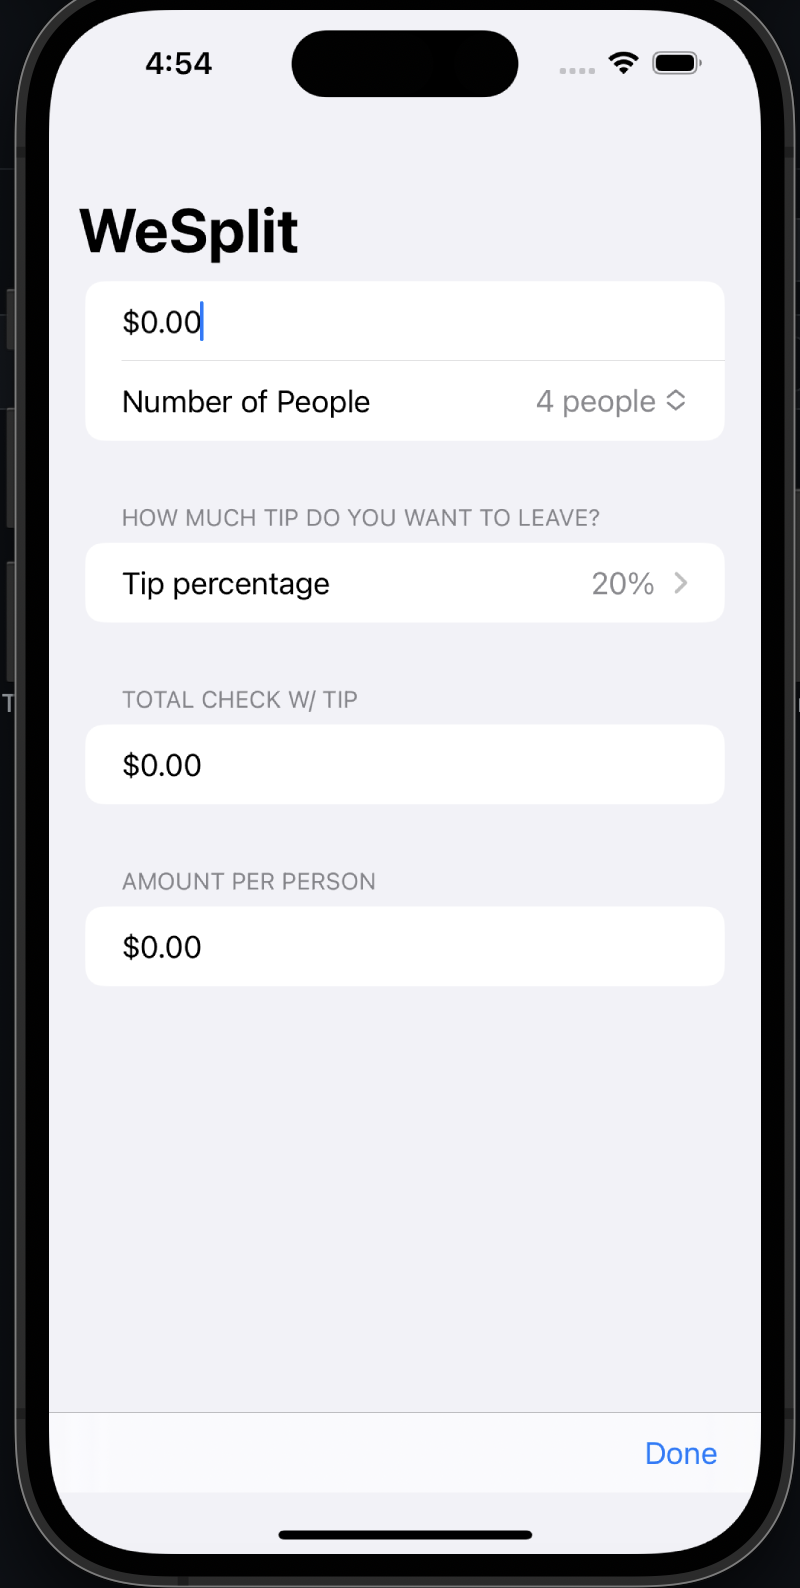 4:54
WeSplit
$0.00
Number of People 4 people
HOW MUCH TIP DO YOU WANT TO LEAVE?
Tip percentage 20%
TOTAL CHECK W/ TIP
$0.00
AMOUNT PER PERSON
$0.00
Done